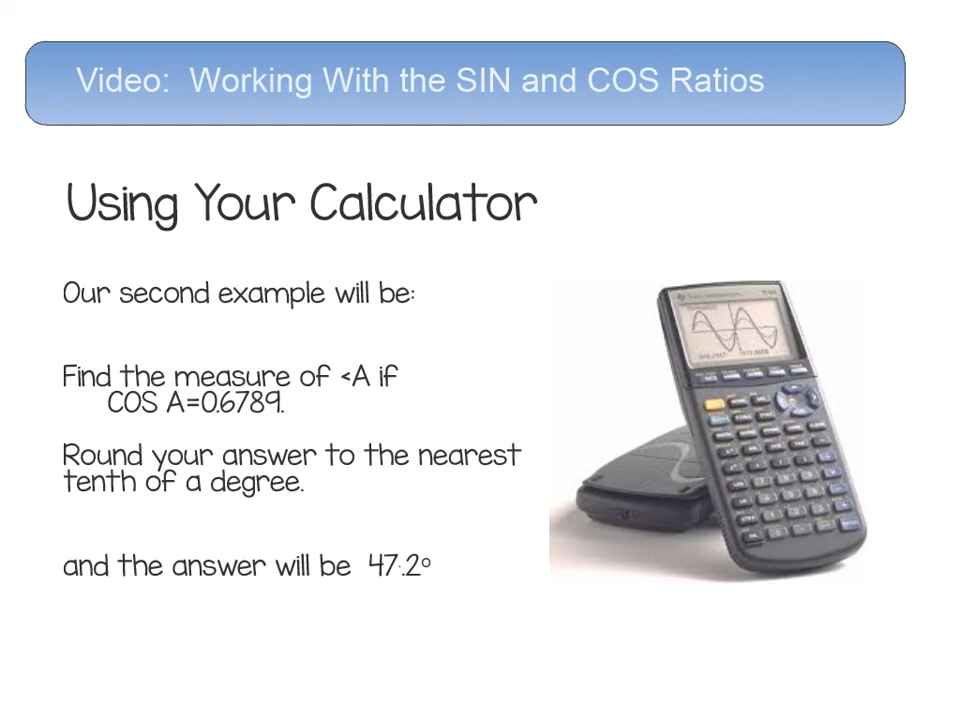 Video: Working With the SIN and COS Ratios
Using Your Calculator
Our second example will be:
Find the measure of <A if
COS A=0.6789.
Round your answer to the nearest
tenth of a degree.
and the answer will be 47.2°